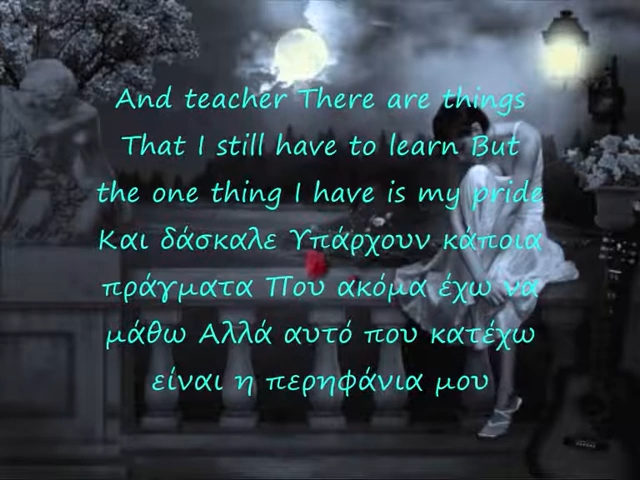 And teacher There are things
That I still have to learn But
the one thing I have is my pride
Και δάσκαλε Υπάρχουν κάποια
πράγματα Που ακόμα έχω να
μάθω Αλλά αυτό που κατέχω
είναι η περηφάνια μου